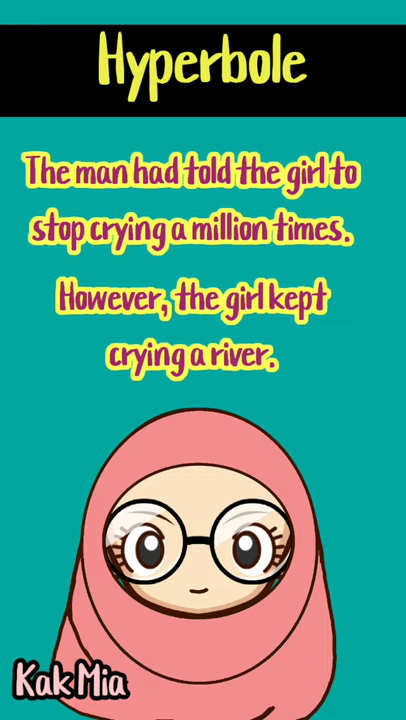 Hyperbole
The man had told the girl to
stop crying a million times.
However, the girl kept
crying a river.
Kak Mia